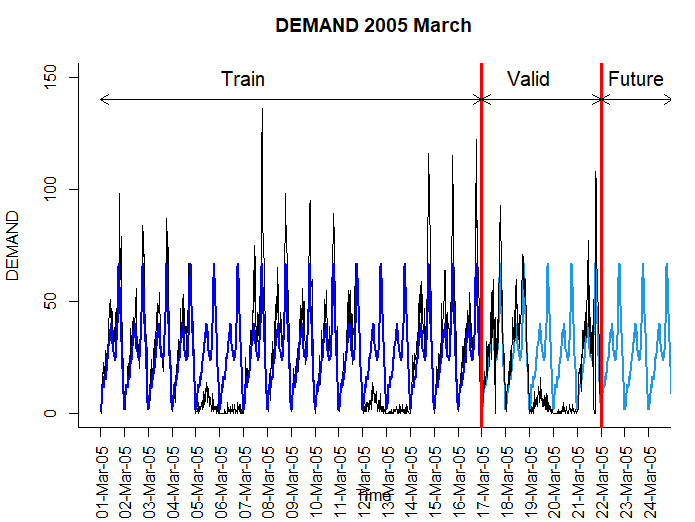 DEMAND 2005 March
Train
Valid
Future
DEMAND
150
100
50
0
01-Mar-05
02-Mar-05
03-Mar-05
04-Mar-05
05-Mar-05
06-Mar-05
07-Mar-05
08-Mar-05
09-Mar-05
10-Mar-05
11-Mar-05
12-Mar-05
13-Mar-05
14-Mar-05
15-Mar-05
16-Mar-05
17-Mar-05
18-Mar-05
19-Mar-05
20-Mar-05
21-Mar-05
22-Mar-05
23-Mar-05
24-Mar-05
Time